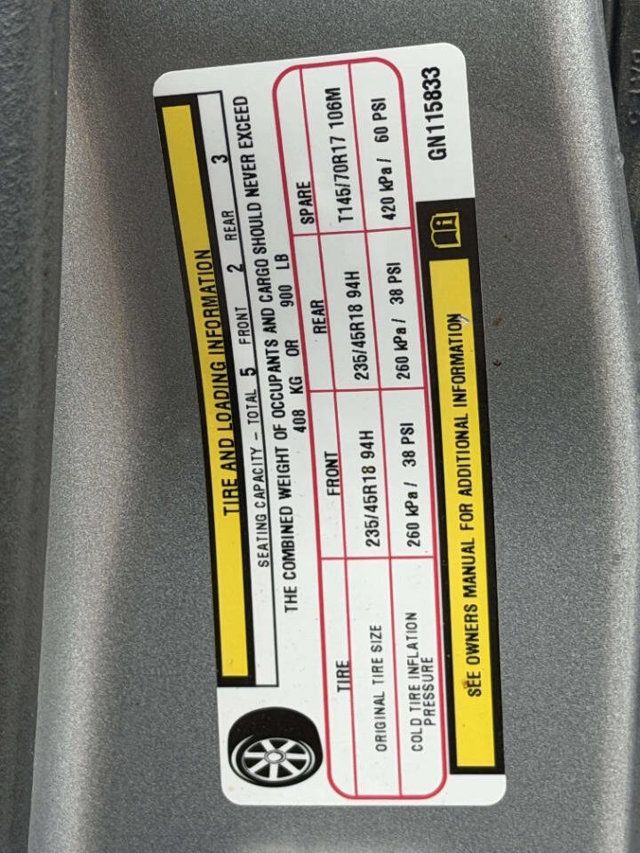 TIRE AND LOADING INFORMATION
SEATING CAPACITY – TOTAL 5 FRONT 2 REAR 3
THE COMBINED WEIGHT OF OCCUPANTS AND CARGO SHOULD NEVER EXCEED
408 KG OR 900 LB
TIRE FRONT REAR SPARE
ORIGINAL TIRE SIZE 235/45R18 94H 235/45R18 94H T145/70R17 106M
COLD TIRE INFLATION PRESSURE 260 kPa / 38 PSI 260 kPa / 38 PSI 420 kPa / 60 PSI
SEE OWNERS MANUAL FOR ADDITIONAL INFORMATION
GN115833